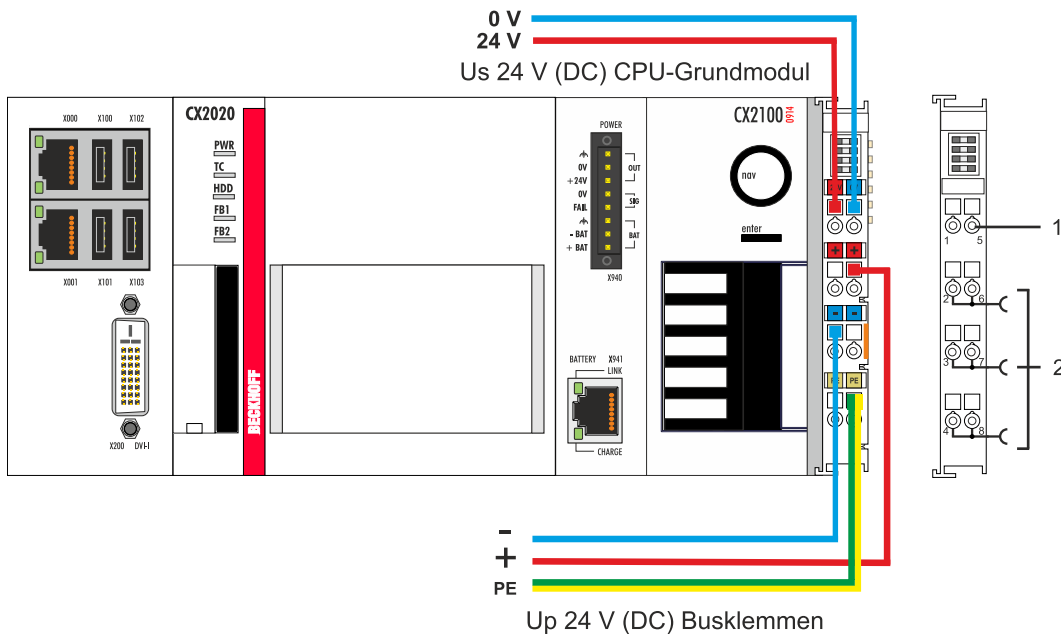 0 V
24 V
Us 24 V (DC) CPU-Grundmodul
X000 X100 X102
X001 X101 X103
X200 DVI-I
CX2020
PWR
TC
HDD
FB1
FB2
BECKHOFF
POWER
0V
+24V
OUT
0V
FAIL
SIG
- BAT
+ BAT
BAT
X940
BATTERY X941
LINK
CHARGE
CX2100
0914
nav
enter
+ +
- -
PE
1 5
2 6
3 7
4 8
1
2
-
+
PE
Up 24 V (DC) Busklemmen